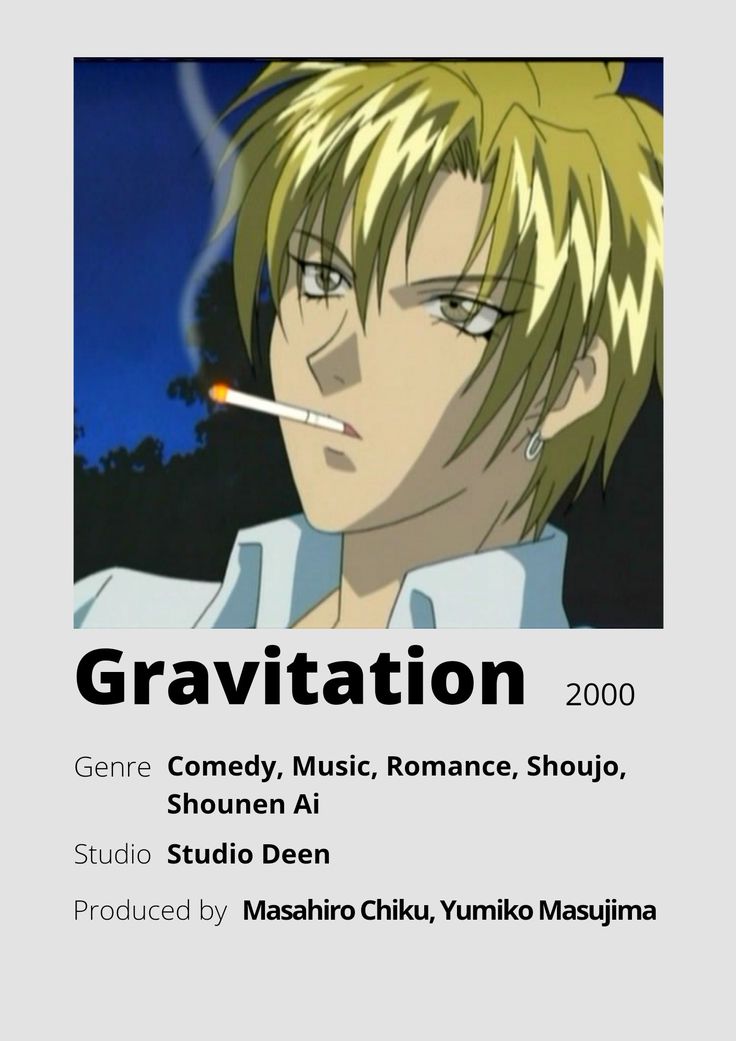 Gravitation 2000
Genre Comedy, Music, Romance, Shoujo,
Shounen Ai
Studio Studio Deen
Produced by Masahiro Chiku, Yumiko Masujima